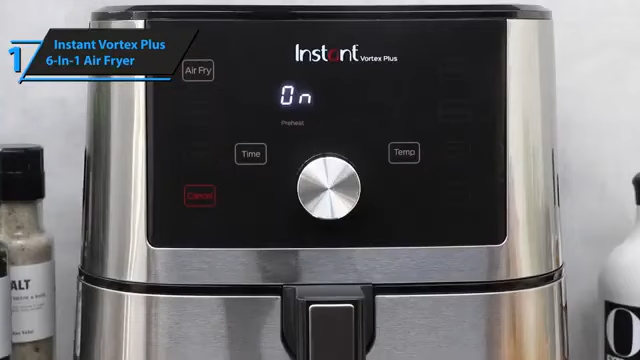 1
Instant Vortex Plus
6-In-1 Air Fryer
Instant Vortex Plus
Air Fry
On
Preheat
Time
Temp
Cancel
ALT
O